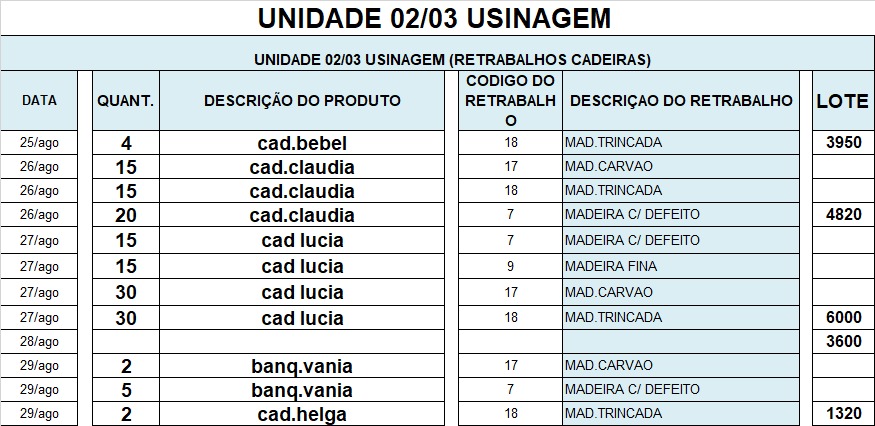 UNIDADE 02/03 USINAGEM
UNIDADE 02/03 USINAGEM (RETRABALHOS CADEIRAS)
DATA QUANT. DESCRIÇÃO DO PRODUTO CODIGO DO RETRABALHO DESCRIÇAO DO RETRABALHO LOTE
25/ago 4 cad.bebel 18 MAD.TRINCADA 3950
26/ago 15 cad.claudia 17 MAD.CARVAO
26/ago 15 cad.claudia 18 MAD.TRINCADA
26/ago 20 cad.claudia 7 MADEIRA C/ DEFEITO 4820
27/ago 15 cad lucia 7 MADEIRA C/ DEFEITO
27/ago 15 cad lucia 9 MADEIRA FINA
27/ago 30 cad lucia 17 MAD.CARVAO
27/ago 30 cad lucia 18 MAD.TRINCADA 6000
28/ago 3600
29/ago 2 banq.vania 17 MAD.CARVAO
29/ago 5 banq.vania 7 MADEIRA C/ DEFEITO
29/ago 2 cad.helga 18 MAD.TRINCADA 1320